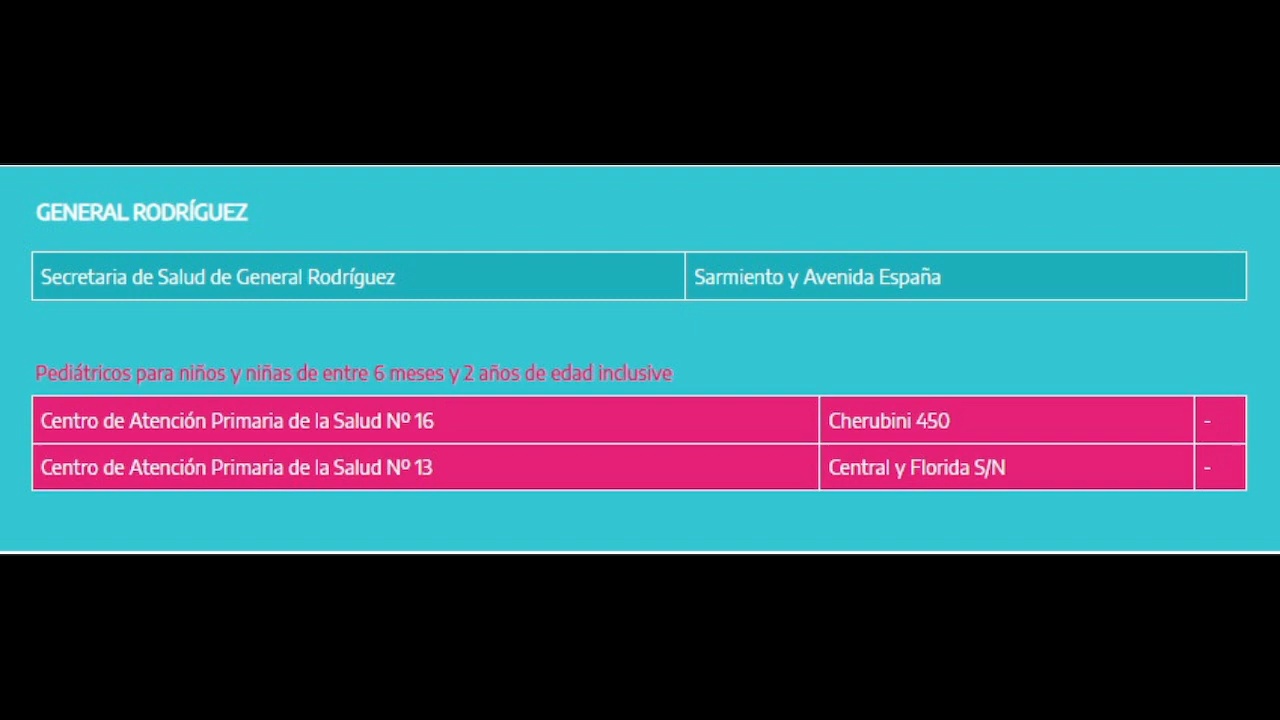 GENERAL RODRÍGUEZ
Secretaria de Salud de General Rodríguez Sarmiento y Avenida España
Pediátricos para niños y niñas de entre 6 meses y 2 años de edad inclusive
Centro de Atención Primaria de la Salud Nº 16 Cherubini 450 -
Centro de Atención Primaria de la Salud Nº 13 Central y Florida S/N -